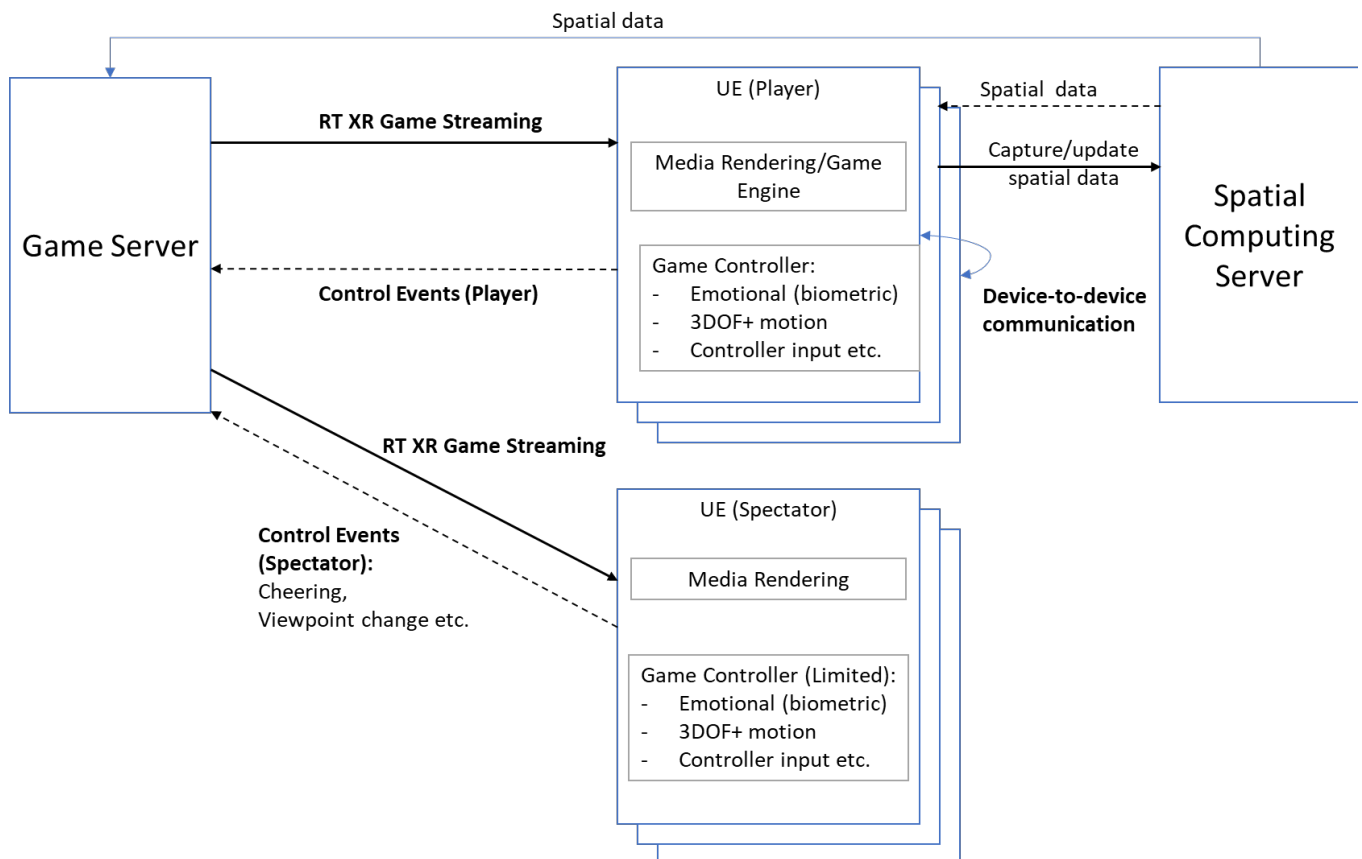 Spatial data
Game Server
RT XR Game Streaming
Control Events (Player)
UE (Player)
Media Rendering/Game
Engine
Game Controller:
- Emotional (biometric)
- 3DOF+ motion
- Controller input etc.
Spatial data
Capture/update
spatial data
Device-to-device
communication
Spatial
Computing
Server
RT XR Game Streaming
Control Events
(Spectator):
Cheering,
Viewpoint change etc.
UE (Spectator)
Media Rendering
Game Controller (Limited):
- Emotional (biometric)
- 3DOF+ motion
- Controller input etc.